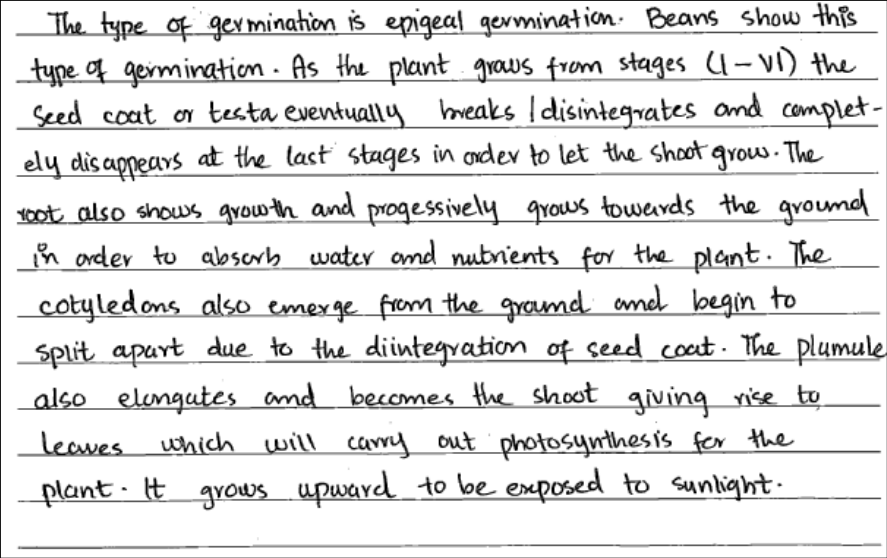 The type of germination is epigeal germination. Beans show this
type of germination. As the plant grows from stages (I-VI) the
seed coat or testa eventually breaks/disintegrates and complet-
ely disappears at the last stages in order to let the shoot grow. The
root also shows growth and progessively grows towards the ground
in order to absorb water and nutrients for the plant. The
cotyledons also emerge from the ground and begin to
split apart due to the diintegration of seed coat. The plumule
also elongates and becomes the shoot giving rise to
leaves which will carry out photosynthesis for the
plant. It grows upward to be exposed to sunlight.